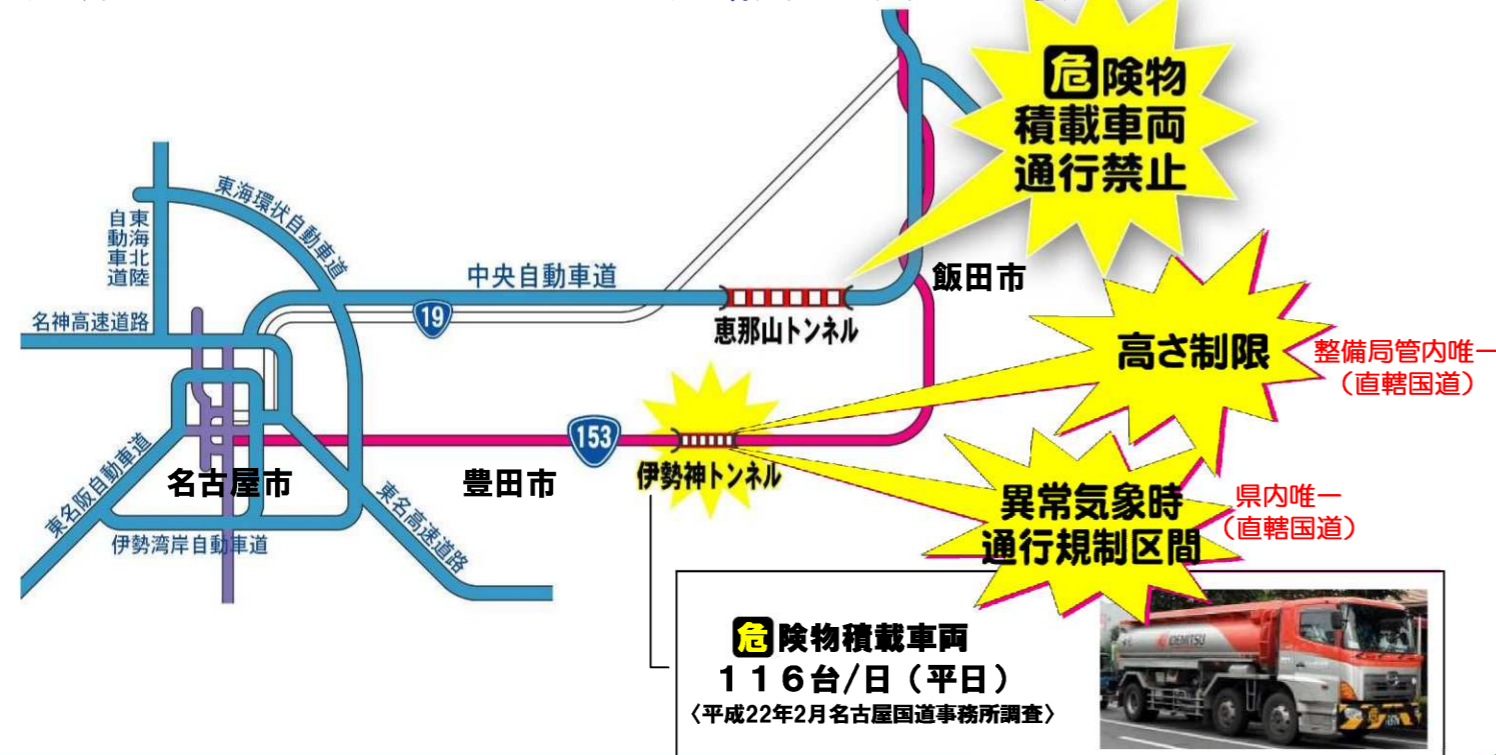 危険物
積載車両
通行禁止
東海環状自動車道
東海北陸
自動車道
中央自動車道
飯田市
19
名神高速道路
恵那山トンネル
高さ制限
整備局管内唯一
（直轄国道）
153
伊勢神トンネル
名古屋市
豊田市
東名阪自動車道
東名高速道路
伊勢湾岸自動車道
異常気象時
通行規制区間
県内唯一
（直轄国道）
危険物積載車両
１１６台/日（平日）
〈平成22年2月名古屋国道事務所調査〉
IDEMITSU